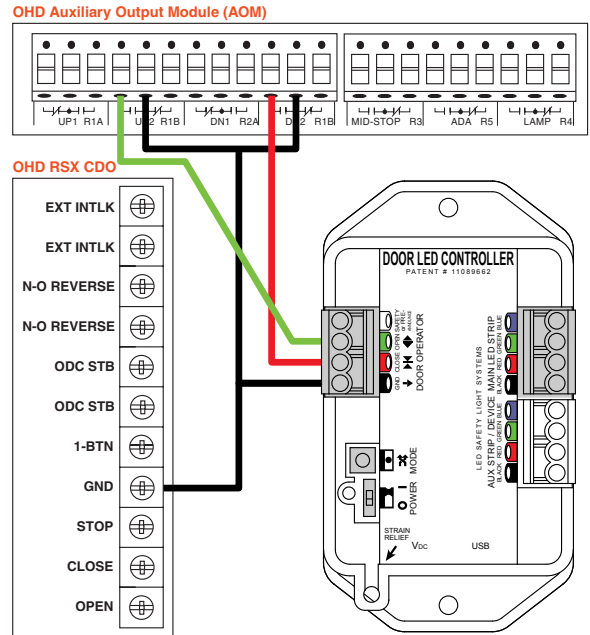 OHD Auxiliary Output Module (AOM)
UP1 R1A
UP2 R1B
DN1 R2A
R1B
MID-STOP R3
ADA R5
LAMP R4
OHD RSX CDO
EXT INTLK
EXT INTLK
N-O REVERSE
N-O REVERSE
ODC STB
ODC STB
1-BTN
GND
STOP
CLOSE
OPEN
DOOR LED CONTROLLER
PATENT # 11089662
GND CLOSE OPEN SAFETY
or PRE-
DOOR OPERATOR
MODE
POWER
STRAIN
RELIEF
VDC
USB
LED SAFETY LIGHT SYSTEMS
MAIN LED STRIP
BLACK RED GREEN BLUE
AUX STRIP / DEVICE
BLACK RED GREEN BLUE